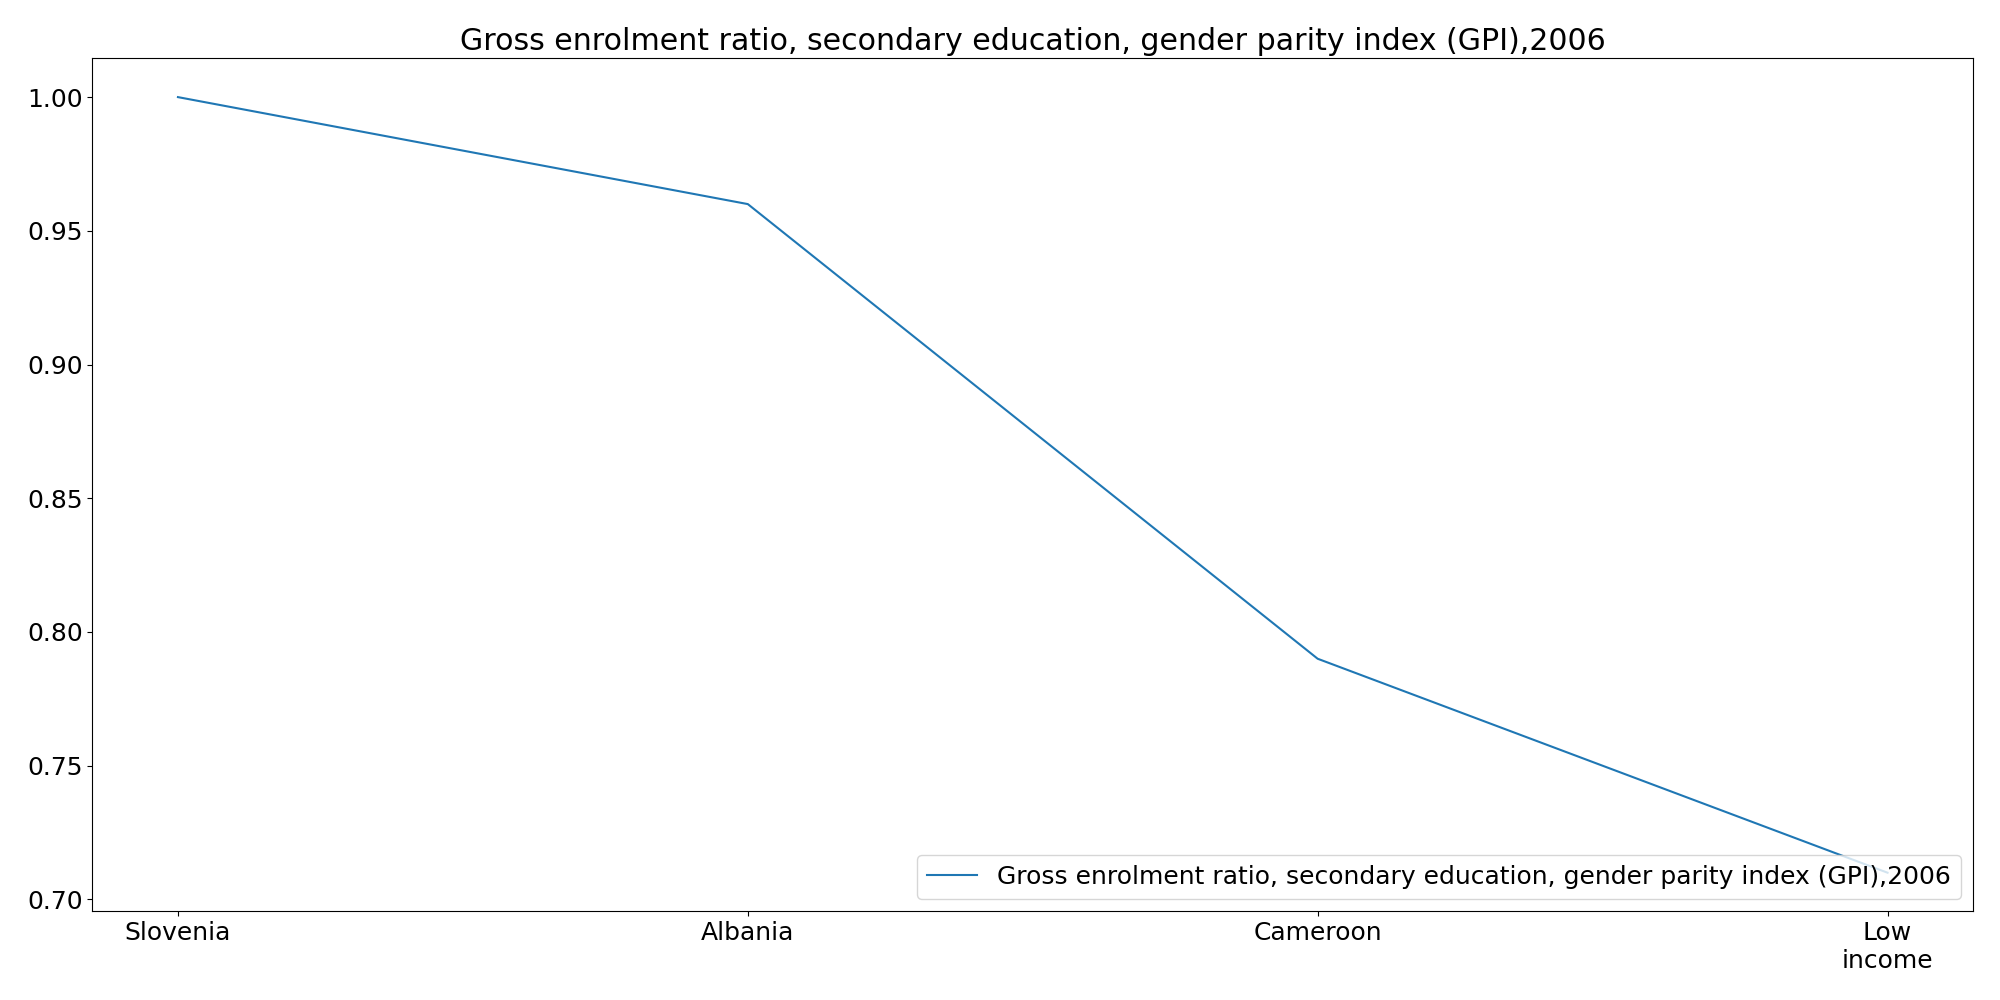 Gross enrolment ratio, secondary education, gender parity index (GPI),2006
1.00
0.95
0.90
0.85
0.80
0.75
0.70
Gross enrolment ratio, secondary education, gender parity index (GPI),2006
Slovenia
Albania
Cameroon
Low
income